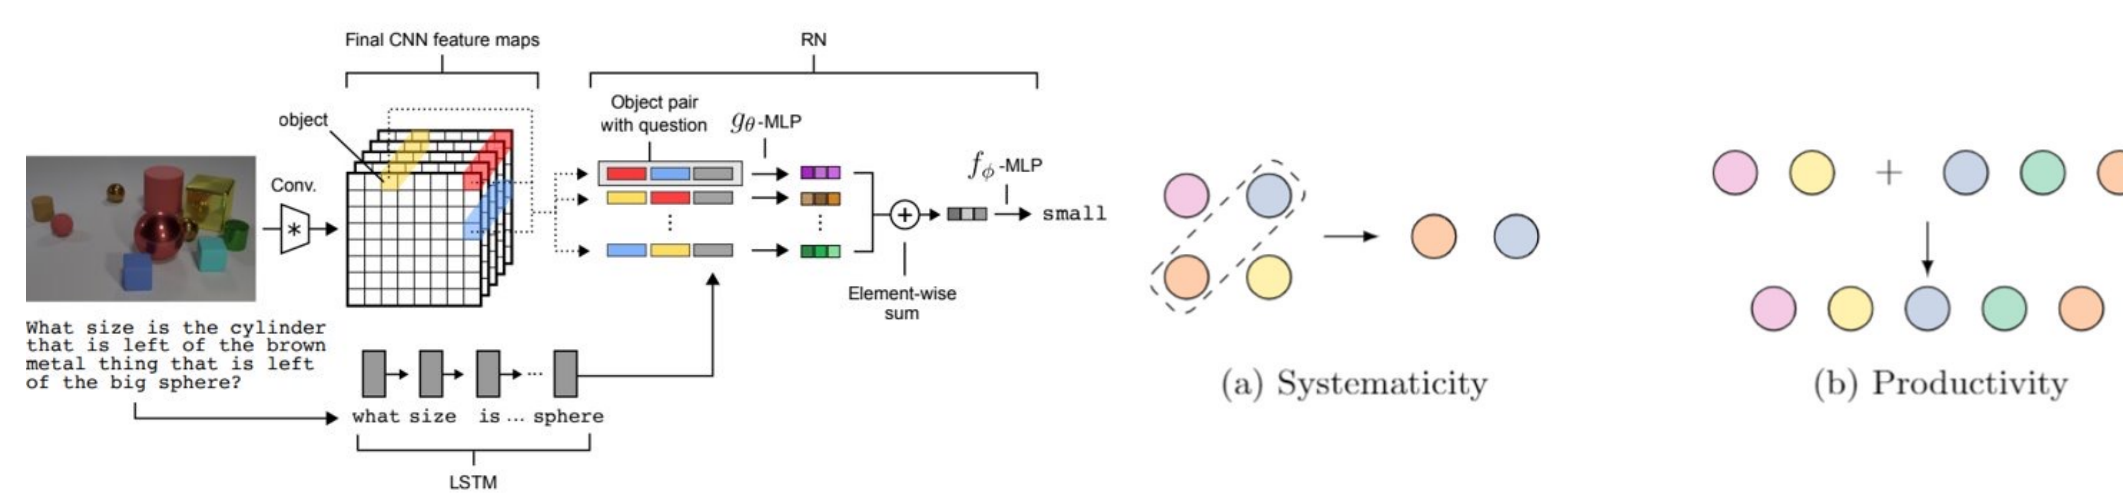 Final CNN feature maps
RN
object
Object pair
with question
gθ-MLP
fϕ-MLP
Conv.
*
small
+
Element-wise
sum
What size is the cylinder
that is left of the brown
metal thing that is left
of the big sphere?
...
what size is ... sphere
LSTM
(a) Systematicity
+
(b) Productivity